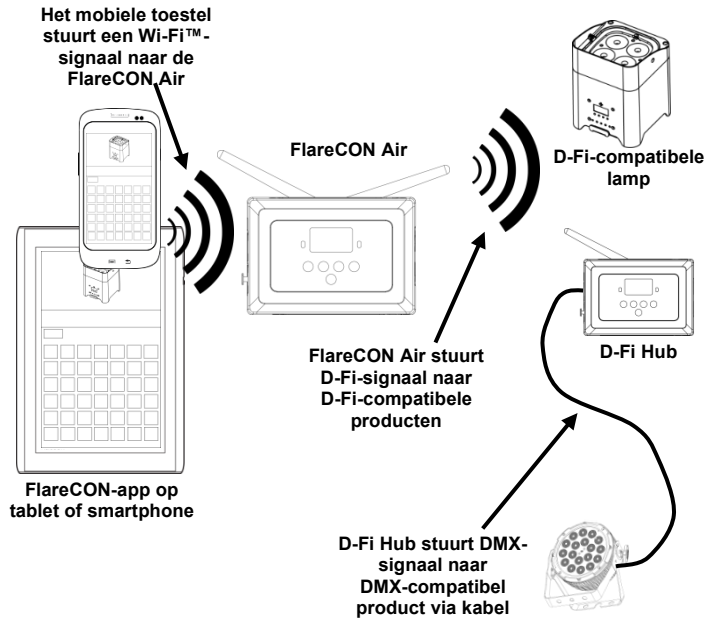 Het mobiele toestel
stuurt een Wi-Fi™-
signaal naar de
FlareCON Air
FlareCON Air
D-Fi-compatibele
lamp
D-Fi Hub
FlareCON Air stuurt
D-Fi-signaal naar
D-Fi-compatibele
producten
FlareCON-app op
tablet of smartphone
D-Fi Hub stuurt DMX-
signaal naar
DMX-compatibel
product via kabel